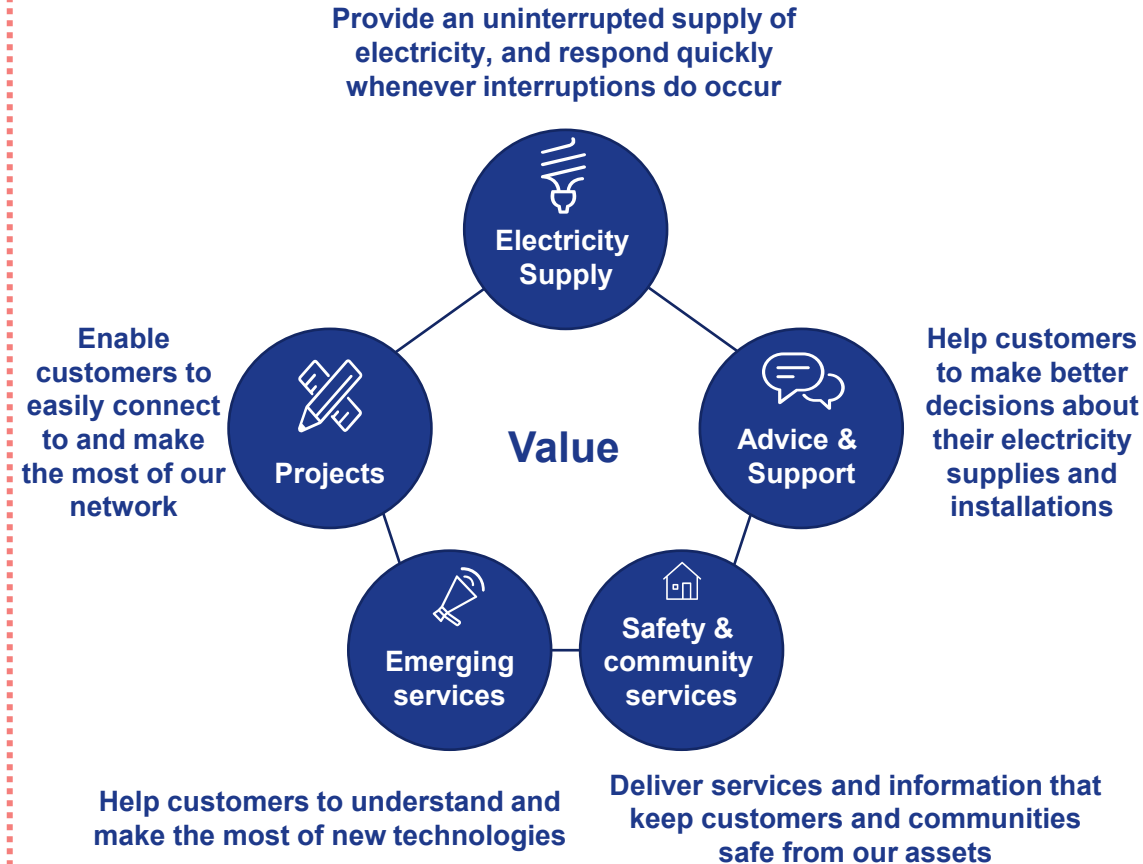 Provide an uninterrupted supply of
electricity, and respond quickly
whenever interruptions do occur
Electricity
Supply
Enable
customers to
easily connect
to and make
the most of our
network
Projects
Value
Advice &
Support
Help customers
to make better
decisions about
their electricity
supplies and
installations
Emerging
services
Safety &
community
services
Help customers to understand and
make the most of new technologies
Deliver services and information that
keep customers and communities
safe from our assets